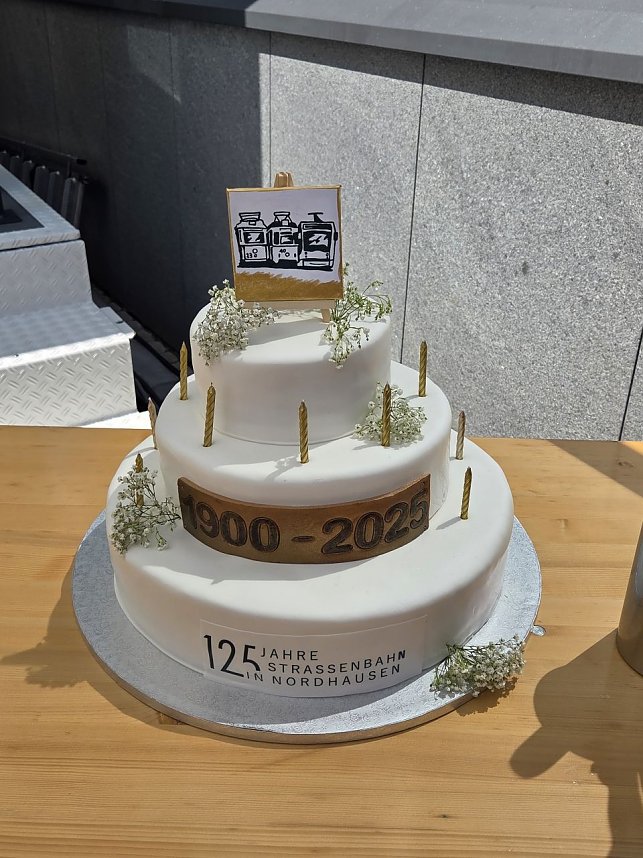 1900 - 2025
125 JAHRE
STRASSENBAHN
IN NORDHAUSEN